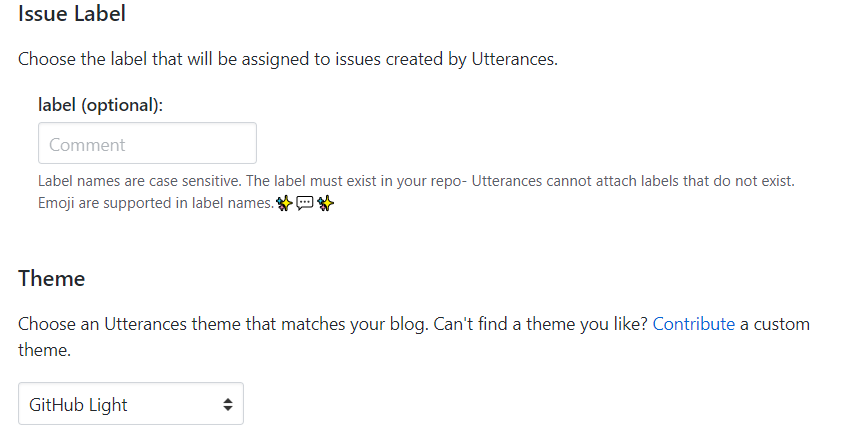 Issue Label
Choose the label that will be assigned to issues created by Utterances.
label (optional):
Comment
Label names are case sensitive. The label must exist in your repo- Utterances cannot attach labels that do not exist.
Emoji are supported in label names.✨💬✨
Theme
Choose an Utterances theme that matches your blog. Can't find a theme you like? Contribute a custom
theme.
GitHub Light